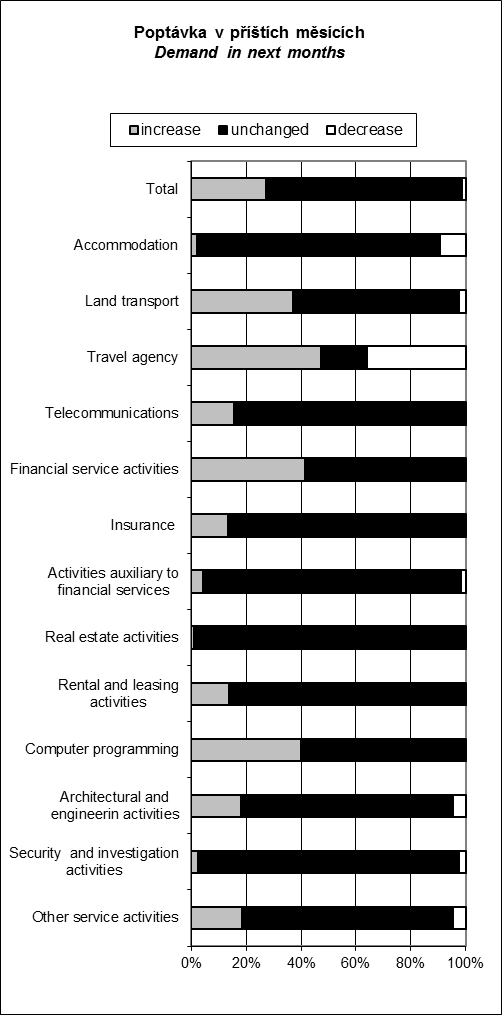 Poptávka v příštích měsících
Demand in next months
increase unchanged decrease
Total
Accommodation
Land transport
Travel agency
Telecommunications
Financial service activities
Insurance
Activities auxiliary to
financial services
Real estate activities
Rental and leasing
activities
Computer programming
Architectural and
engineerin activities
Security and investigation
activities
Other service activities
0% 20% 40% 60% 80% 100%